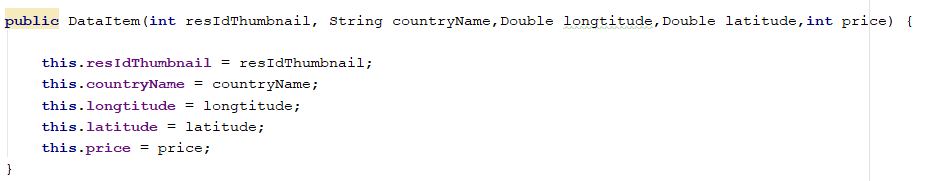 public DataItem(int resIdThumbnail, String countryName,Double longtitude,Double latitude,int price) {
this.resIdThumbnail = resIdThumbnail;
this.countryName = countryName;
this.longtitude = longtitude;
this.latitude = latitude;
this.price = price;
}